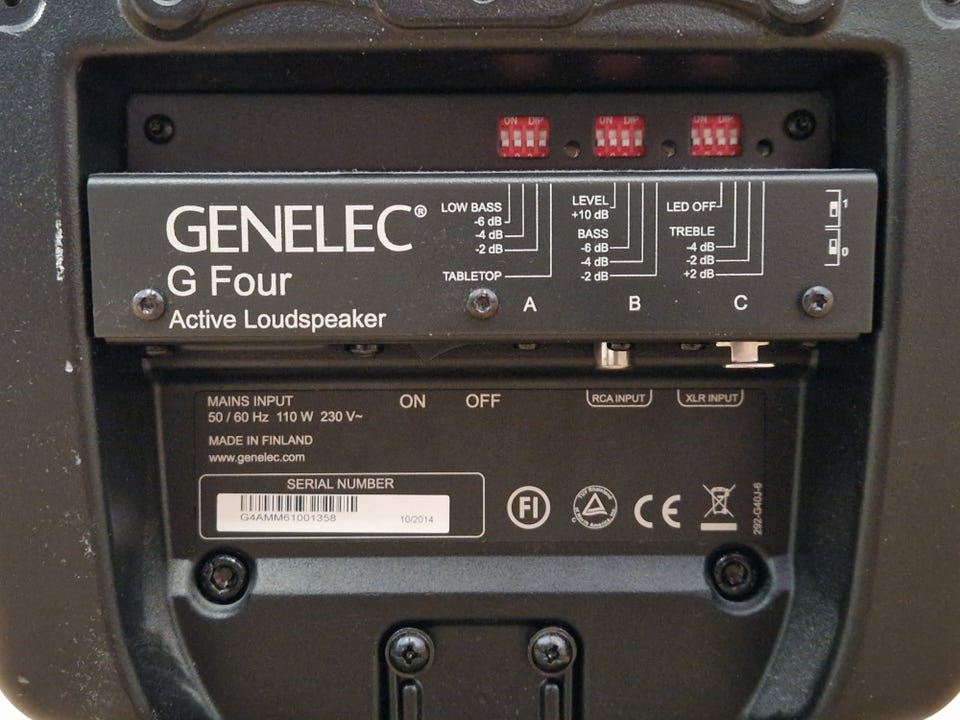 ON DIP
ON DIP
ON DIP
GENELEC®
G Four
Active Loudspeaker
LOW BASS
-6 dB
-4 dB
-2 dB
TABLETOP
A
LEVEL
+10 dB
BASS
-6 dB
-4 dB
-2 dB
B
LED OFF
TREBLE
-4 dB
-2 dB
+2 dB
C
1
0
MAINS INPUT
50 / 60 Hz 110 W 230 V~
ON OFF
RCA INPUT
XLR INPUT
MADE IN FINLAND
www.genelec.com
SERIAL NUMBER
G4AMM61001358
10/2014
FI
CE
292-G40J-6